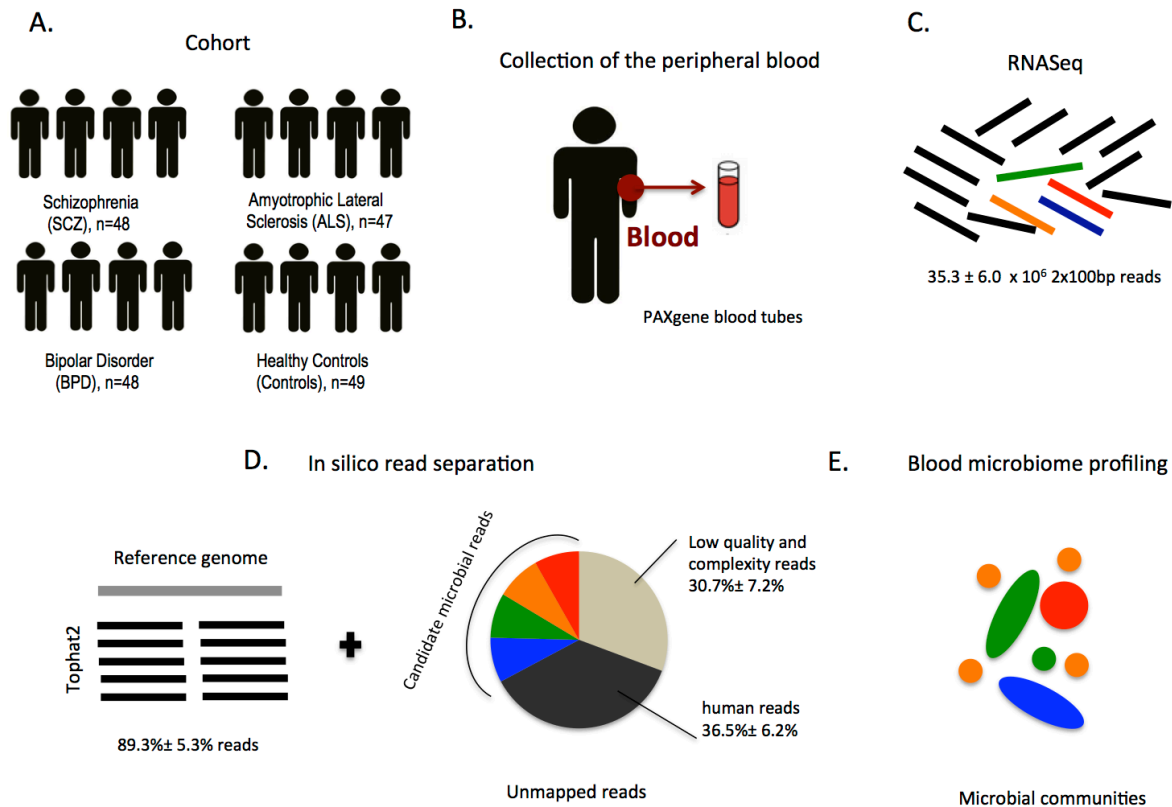 A.
Cohort
Schizophrenia
(SCZ), n=48
Amyotrophic Lateral
Sclerosis (ALS), n=47
Bipolar Disorder
(BPD), n=48
Healthy Controls
(Controls), n=49
B.
Collection of the peripheral blood
Blood
PAXgene blood tubes
C.
RNASeq
35.3 ± 6.0 x 10⁶ 2x100bp reads
D.
In silico read separation
Reference genome
Tophat2
89.3%± 5.3% reads
Candidate microbial reads
Low quality and
complexity reads
30.7%± 7.2%
human reads
36.5%± 6.2%
Unmapped reads
E.
Blood microbiome profiling
Microbial communities